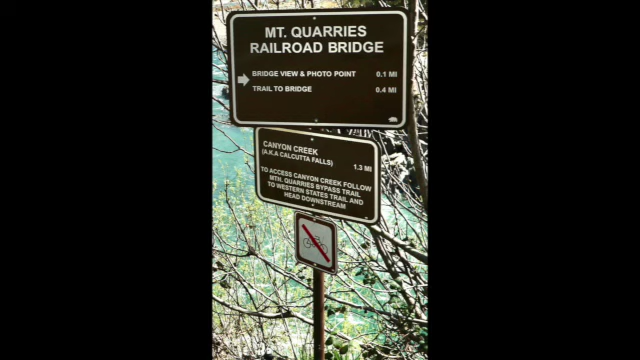 MT. QUARRIES
RAILROAD BRIDGE
BRIDGE VIEW & PHOTO POINT 0.1 MI
TRAIL TO BRIDGE 0.4 MI
CANYON CREEK
(A.K.A CALCUTTA FALLS) 1.3 MI
TO ACCESS CANYON CREEK FOLLOW
MTN. QUARRIES BYPASS TRAIL
TO WESTERN STATES TRAIL AND
HEAD DOWNSTREAM